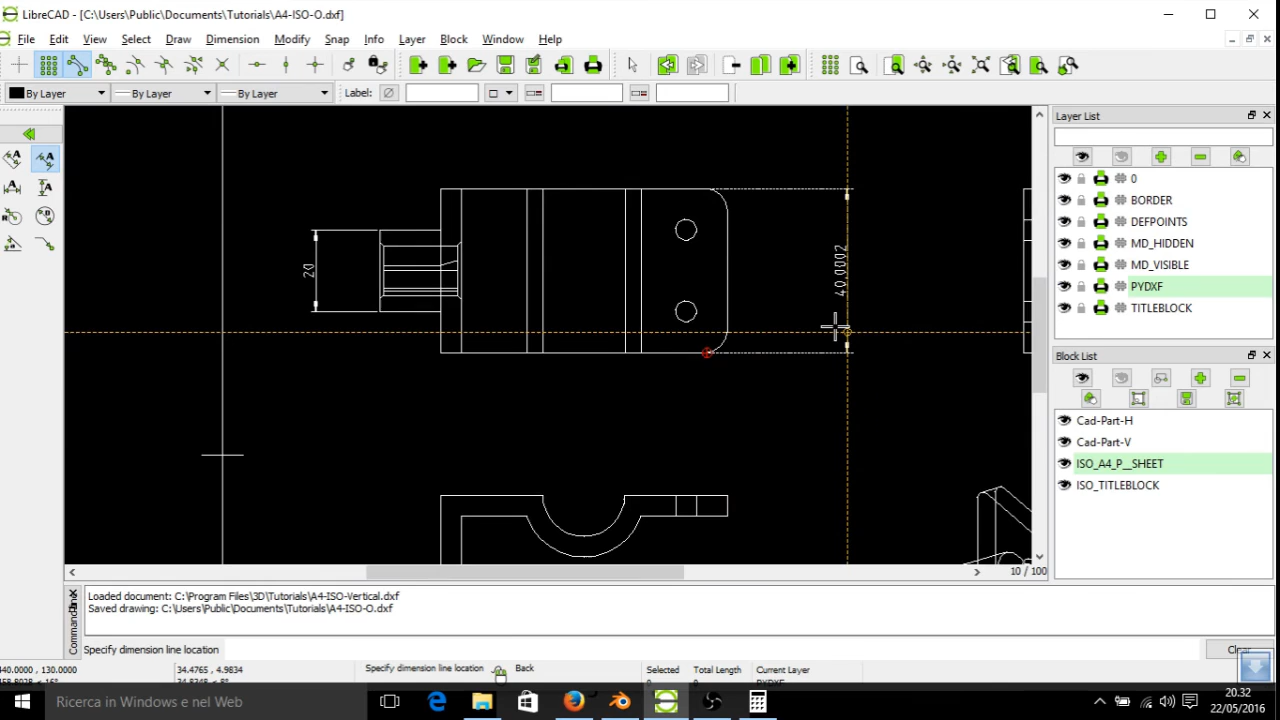 LibreCAD - [C:\Users\Public\Documents\Tutorials\A4-ISO-O.dxf]
File Edit View Select Draw Dimension Modify Snap Info Layer Block Window Help
By Layer By Layer By Layer Label:
Layer List
0
BORDER
DEFPOINTS
MD_HIDDEN
MD_VISIBLE
PYDXF
TITLEBLOCK
Block List
Cad-Part-H
Cad-Part-V
ISO_A4_P__SHEET
ISO_TITLEBLOCK
20
40.0002
10 / 100
Loaded document: C:\Program Files\3D\Tutorials\A4-ISO-Vertical.dxf
Saved drawing: C:\Users\Public\Documents\Tutorials\A4-ISO-O.dxf
Specify dimension line location
Clear
440.0000 , 130.0000
34.4765 , 4.9834
Specify dimension line location
Back
Selected
0
Total Length
0
Current Layer
PYDXF
Ricerca in Windows e nel Web
20.32
22/05/2016